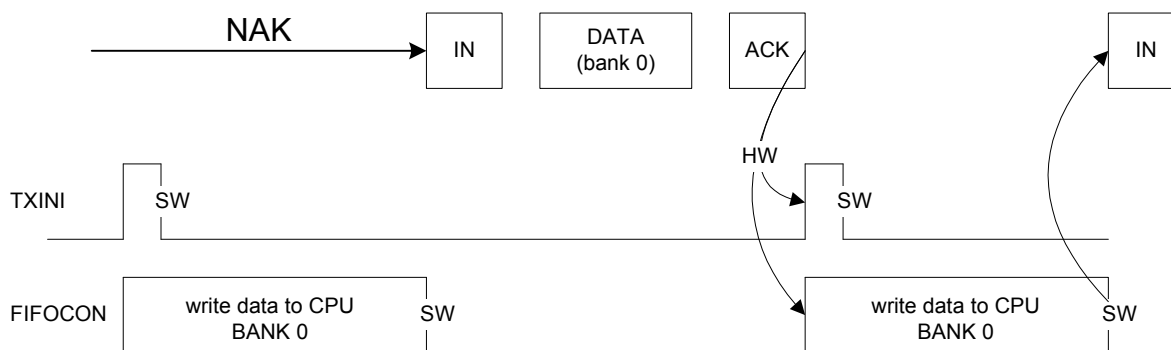 NAK
IN
DATA
(bank 0)
ACK
IN
HW
TXINI
SW
SW
FIFOCON
write data to CPU
BANK 0
SW
write data to CPU
BANK 0
SW